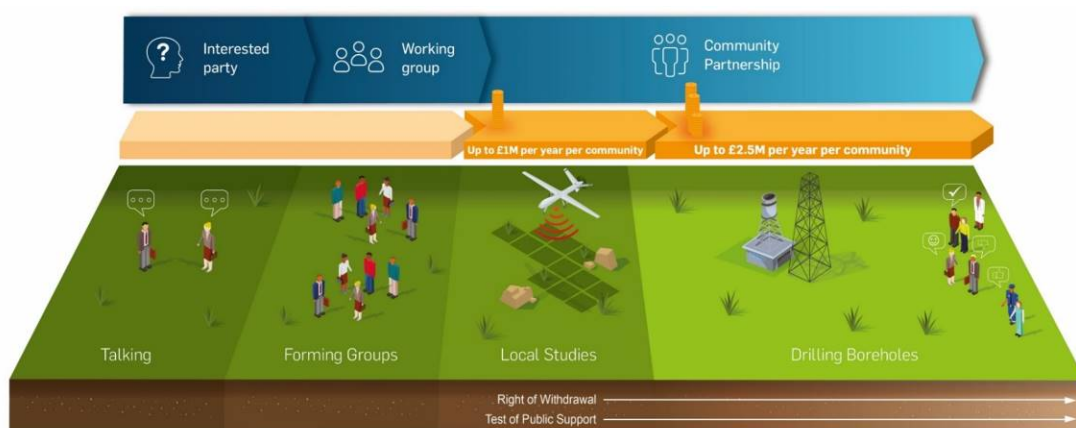 ?
Interested
party
Working
group
Community
Partnership
Up to £1M per year per community
Up to £2.5M per year per community
Talking
Forming Groups
Local Studies
Drilling Boreholes
Right of Withdrawal
Test of Public Support